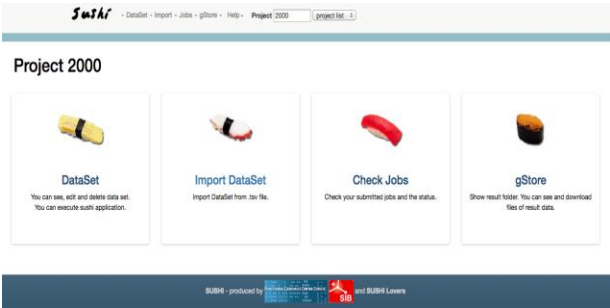 Sushi - DataSet - Import - Jobs - gStore - Help - Project 2000 project list
Project 2000
DataSet
You can see, edit and delete data set.
You can execute sushi application.
Import DataSet
Import DataSet from .tsv file.
Check Jobs
Check your submitted jobs and the status.
gStore
Show result folder. You can see and download
files of result data.
SUSHI - produced by SIB and SUSHI Lovers